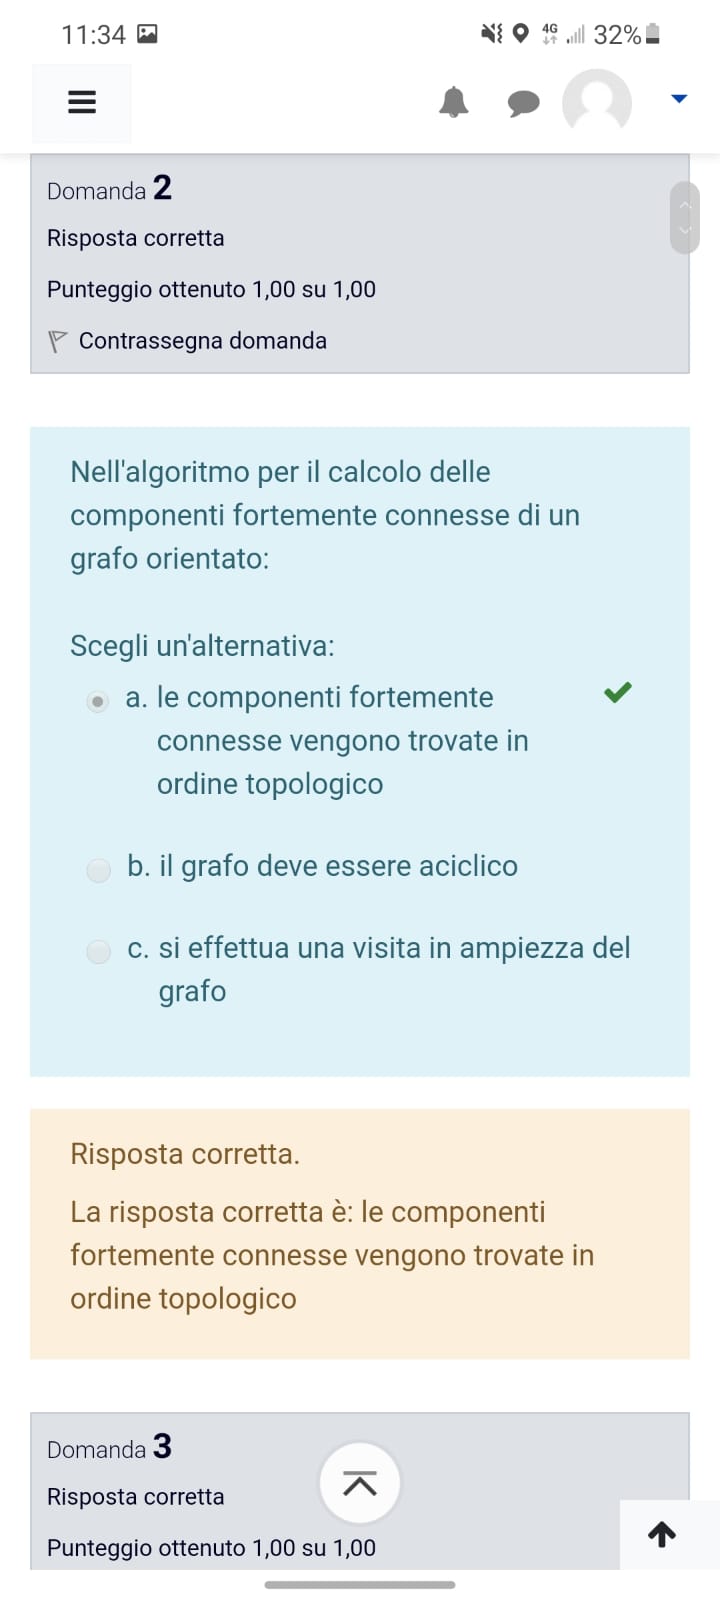 11:34
4G 32%
Domanda 2
Risposta corretta
Punteggio ottenuto 1,00 su 1,00
Contrassegna domanda
Nell'algoritmo per il calcolo delle
componenti fortemente connesse di un
grafo orientato:
Scegli un'alternativa:
a. le componenti fortemente
connesse vengono trovate in
ordine topologico
b. il grafo deve essere aciclico
c. si effettua una visita in ampiezza del
grafo
Risposta corretta.
La risposta corretta è: le componenti
fortemente connesse vengono trovate in
ordine topologico
Domanda 3
Risposta corretta
Punteggio ottenuto 1,00 su 1,00